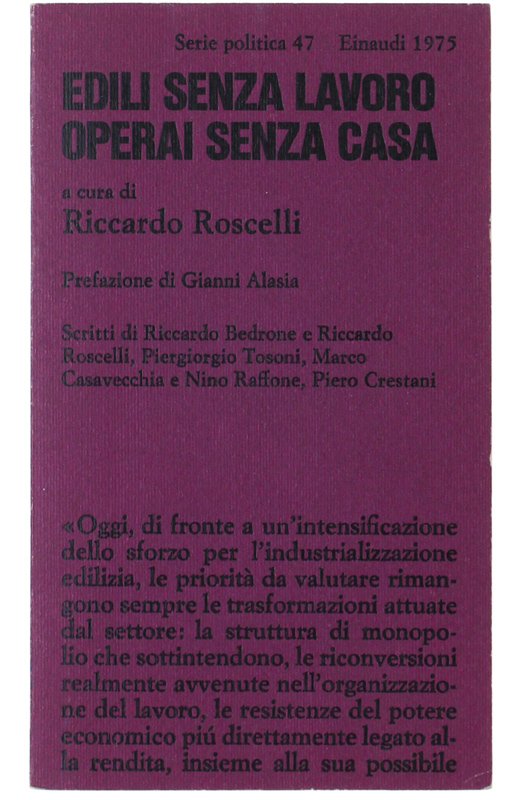 Serie politica 47 Einaudi 1975
EDILI SENZA LAVORO
OPERAI SENZA CASA
a cura di
Riccardo Roscelli
Prefazione di Gianni Alasia
Scritti di Riccardo Bedrone e Riccardo
Roscelli, Piergiorgio Tosoni, Marco
Casavecchia e Nino Raffone, Piero Crestani
«Oggi, di fronte a un'intensificazione
dello sforzo per l'industrializzazione
edilizia, le priorità da valutare riman-
gono sempre le trasformazioni attuate
dal settore: la struttura di monopo-
lio che sottintendono, le riconversioni
realmente avvenute nell'organizzazio-
ne del lavoro, le resistenze del potere
economico piú direttamente legato al-
la rendita, insieme alla sua possibile